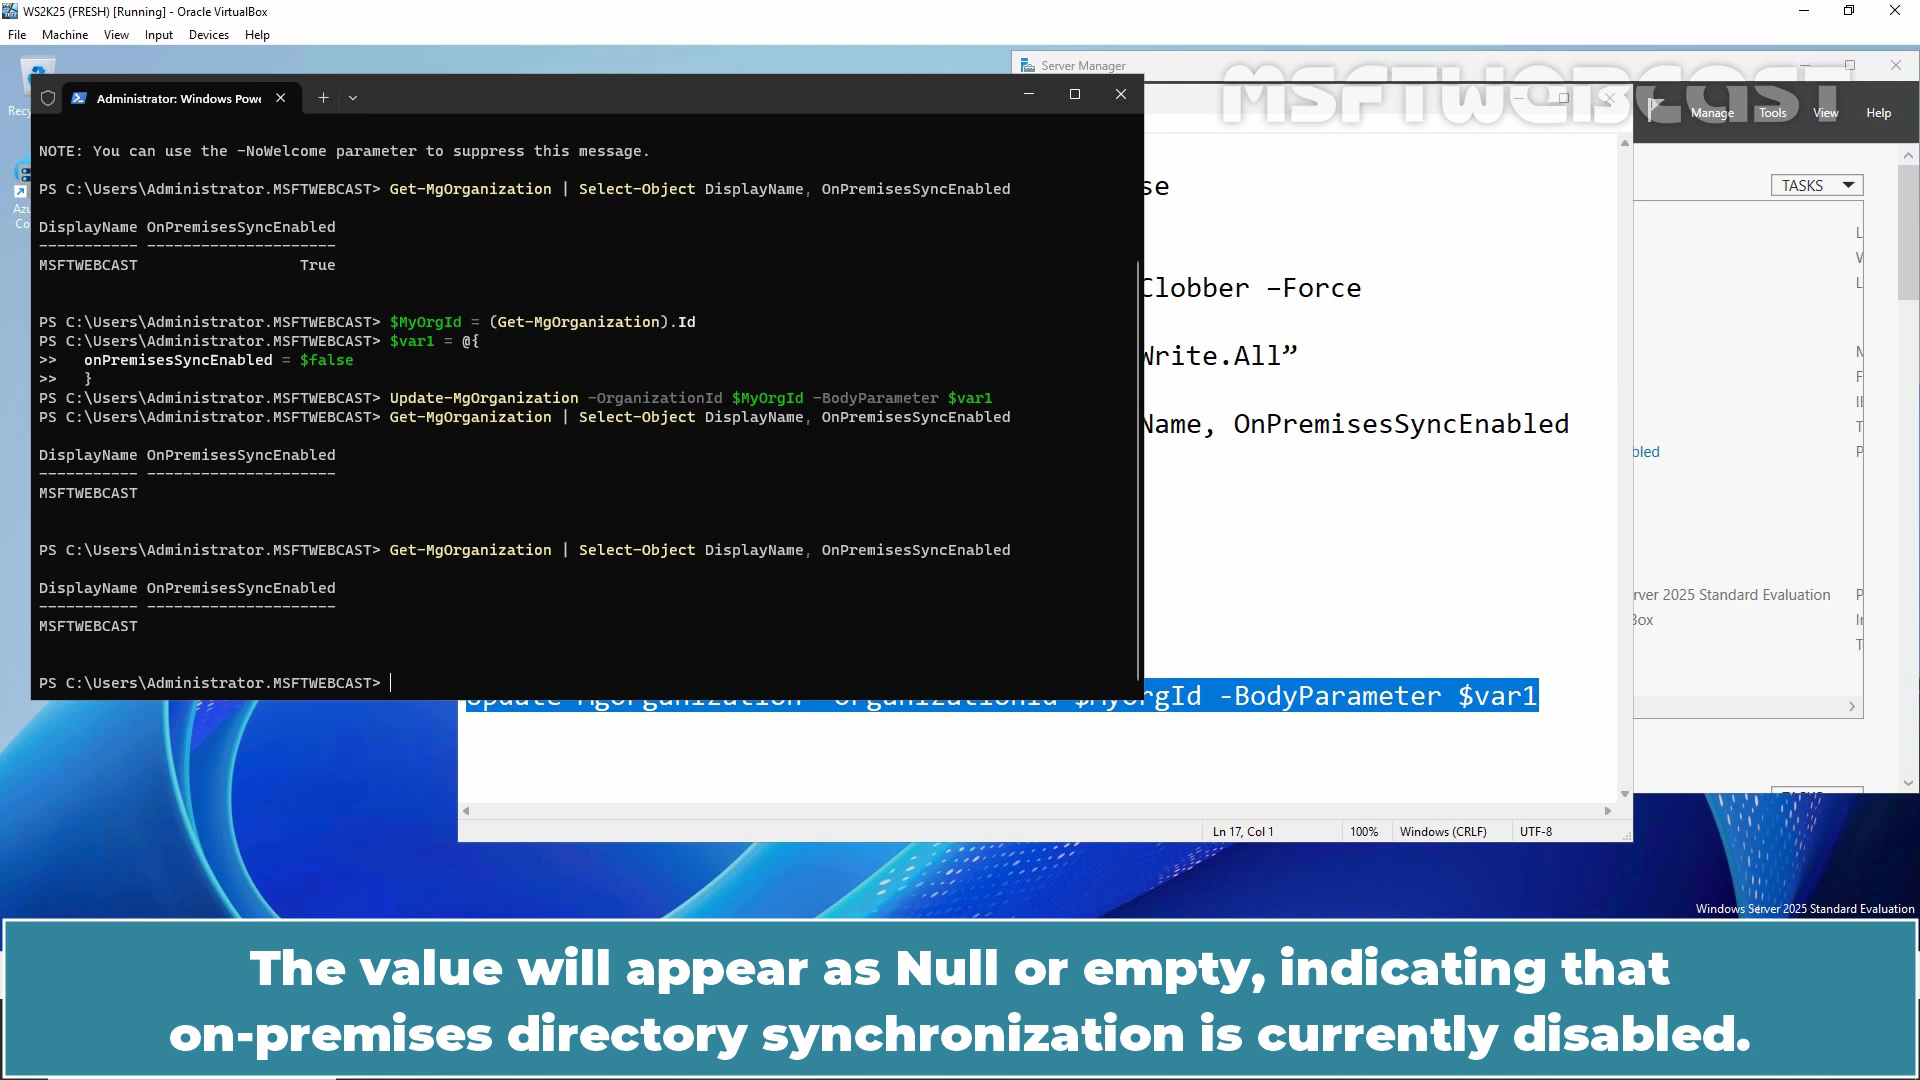 WS2K25 (FRESH) [Running] - Oracle VirtualBox
File Machine View Input Devices Help
Server Manager
MSFTWEBCAST
Manage Tools View Help
Administrator: Windows Powe
NOTE: You can use the -NoWelcome parameter to suppress this message.
PS C:\Users\Administrator.MSFTWEBCAST> Get-MgOrganization | Select-Object DisplayName, OnPremisesSyncEnabled
DisplayName OnPremisesSyncEnabled
----------- ---------------------
MSFTWEBCAST True
PS C:\Users\Administrator.MSFTWEBCAST> $MyOrgId = (Get-MgOrganization).Id
PS C:\Users\Administrator.MSFTWEBCAST> $var1 = @{
>> onPremisesSyncEnabled = $false
>> }
PS C:\Users\Administrator.MSFTWEBCAST> Update-MgOrganization -OrganizationId $MyOrgId -BodyParameter $var1
PS C:\Users\Administrator.MSFTWEBCAST> Get-MgOrganization | Select-Object DisplayName, OnPremisesSyncEnabled
DisplayName OnPremisesSyncEnabled
----------- ---------------------
MSFTWEBCAST
PS C:\Users\Administrator.MSFTWEBCAST> Get-MgOrganization | Select-Object DisplayName, OnPremisesSyncEnabled
DisplayName OnPremisesSyncEnabled
----------- ---------------------
MSFTWEBCAST
PS C:\Users\Administrator.MSFTWEBCAST>
se
Clobber –Force
Write.All”
Name, OnPremisesSyncEnabled
$MyOrgId -BodyParameter $var1
Ln 17, Col 1 100% Windows (CRLF) UTF-8
TASKS
bled
rver 2025 Standard Evaluation
Box
Windows Server 2025 Standard Evaluation
The value will appear as Null or empty, indicating that
on-premises directory synchronization is currently disabled.